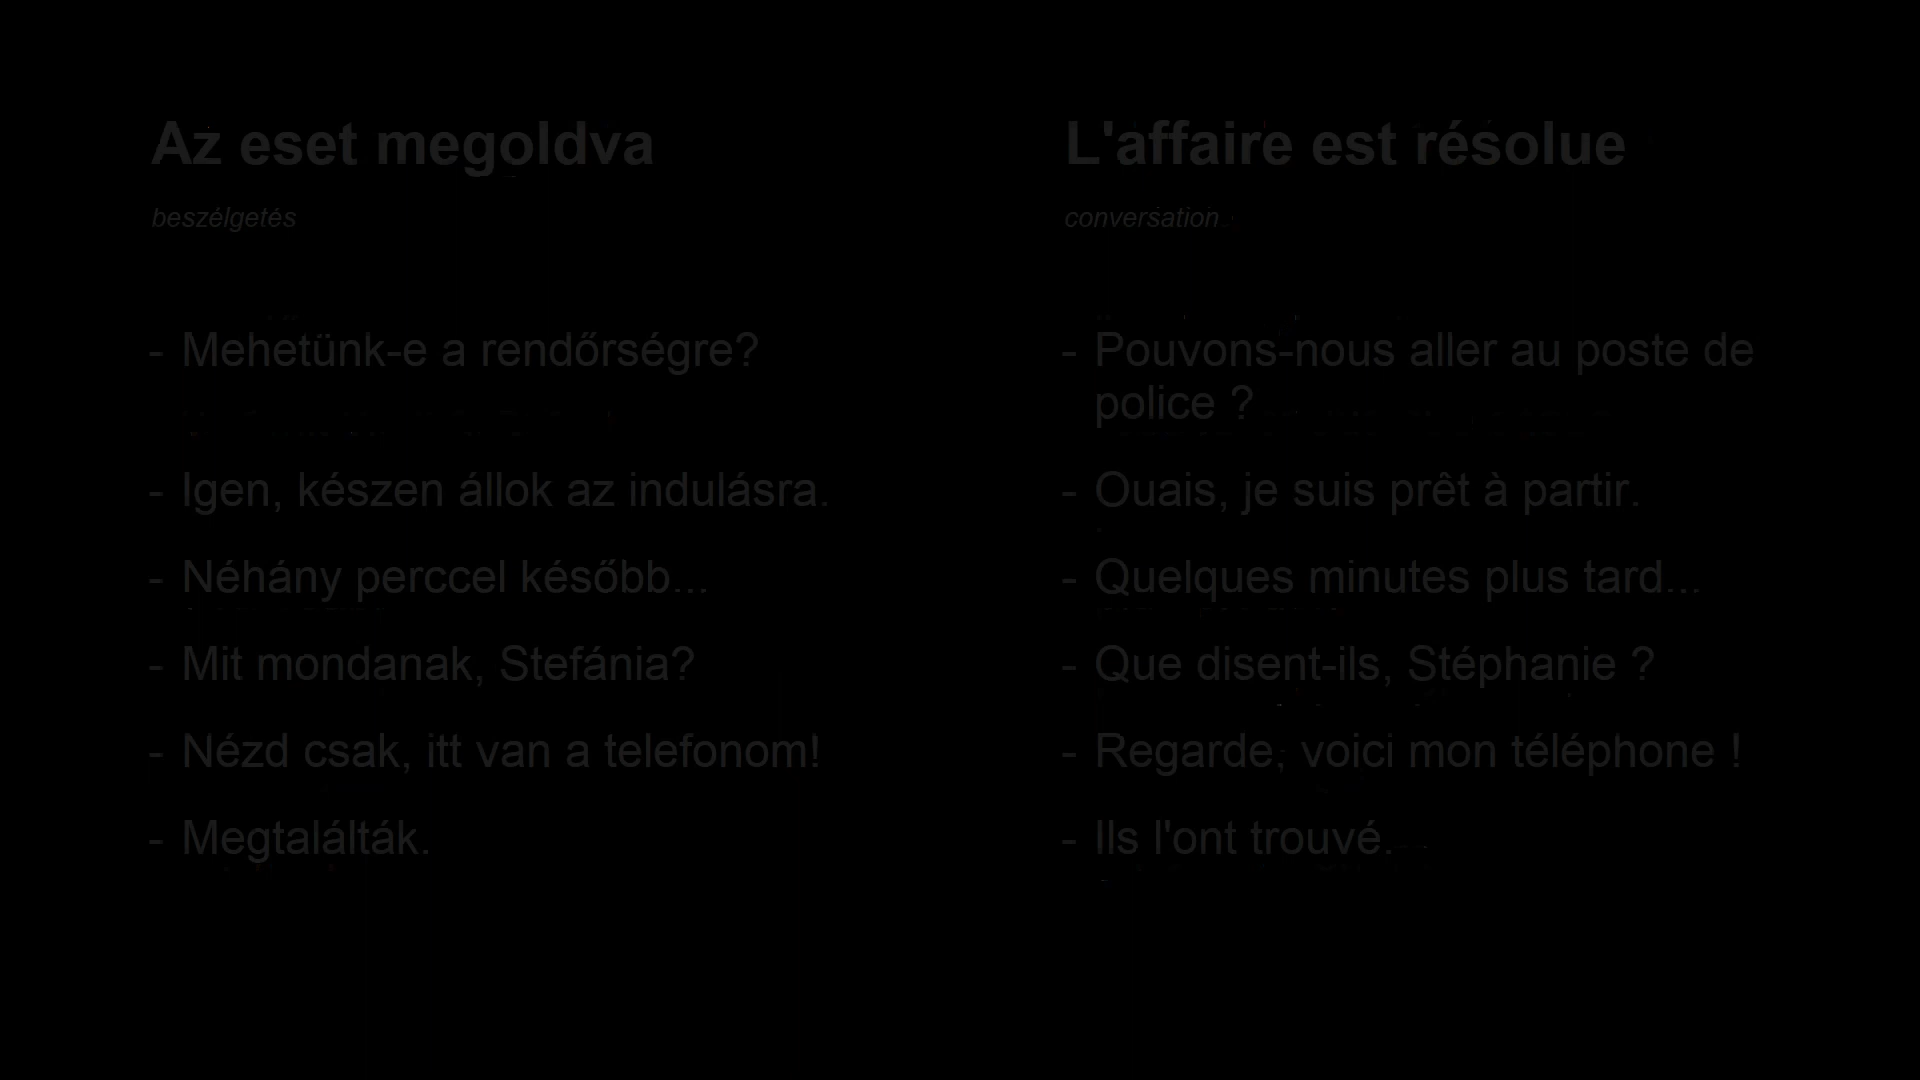 Az eset megoldva
beszélgetés
- Mehetünk-e a rendőrségre?
- Igen, készen állok az indulásra.
- Néhány perccel később...
- Mit mondanak, Stefánia?
- Nézd csak, itt van a telefonom!
- Megtalálták.
L'affaire est résolue
conversation
- Pouvons-nous aller au poste de
police ?
- Ouais, je suis prêt à partir.
- Quelques minutes plus tard...
- Que disent-ils, Stéphanie ?
- Regarde, voici mon téléphone !
- Ils l'ont trouvé.